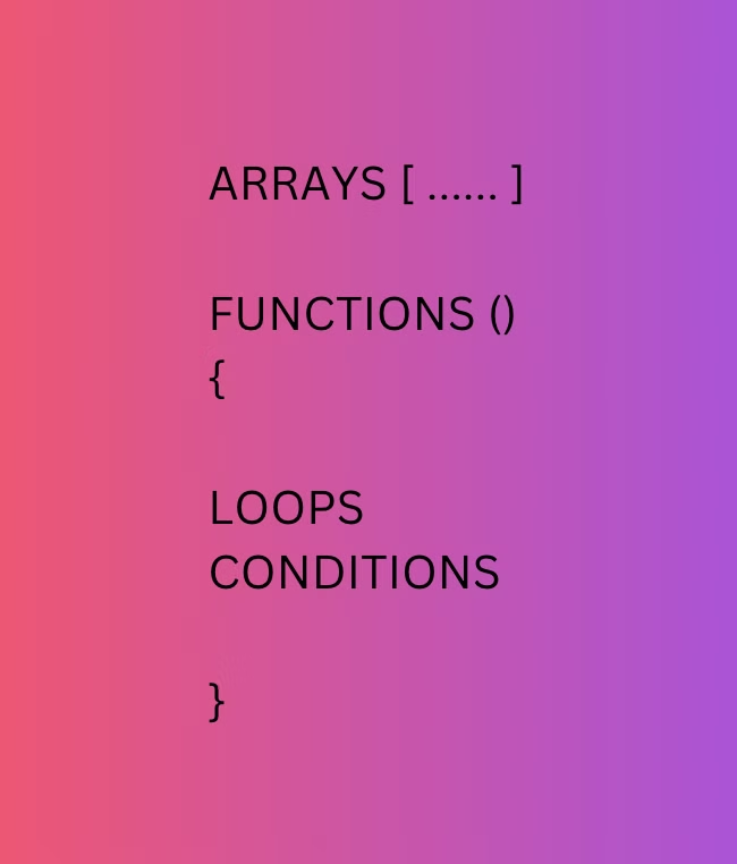 ARRAYS [ ...... ]
FUNCTIONS ()
{
LOOPS
CONDITIONS
}